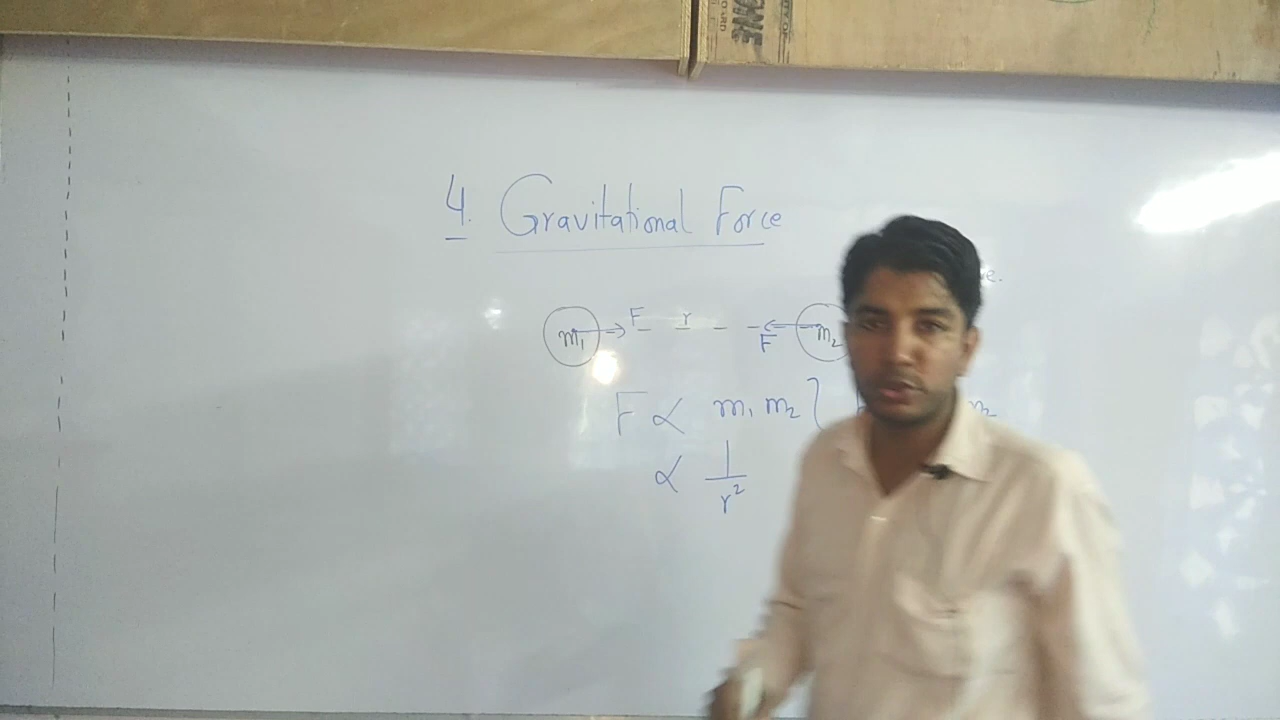 4. Gravitational Force
m₁ F r F m₂
F ∝ m₁ m₂ }
∝ 1/r²